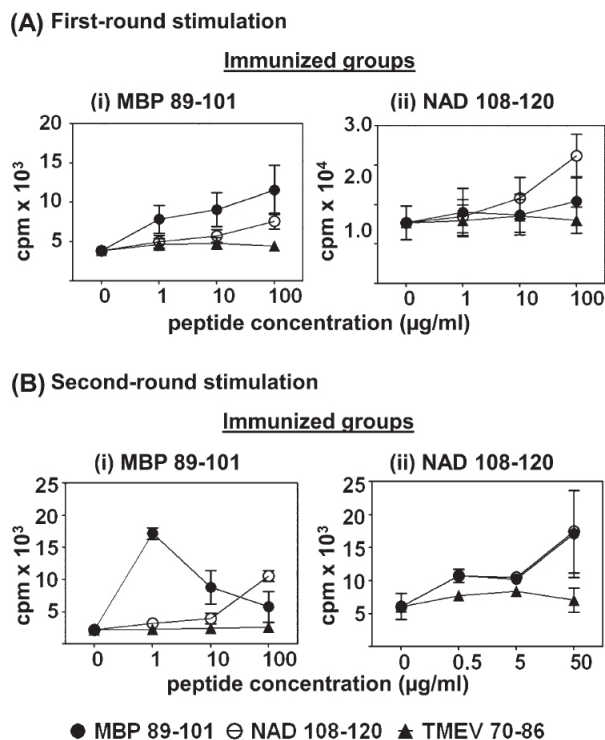 (A) First-round stimulation
Immunized groups
(i) MBP 89-101 (ii) NAD 108-120
20
15
10
5
cpm x 10³
0 1 10 100
3.0
2.0
1.0
cpm x 10⁴
0 1 10 100
peptide concentration (µg/ml)
(B) Second-round stimulation
Immunized groups
(i) MBP 89-101 (ii) NAD 108-120
25
20
15
10
5
cpm x 10³
0 1 10 100
25
20
15
10
5
cpm x 10³
0 0.5 5 50
peptide concentration (µg/ml)
MBP 89-101 NAD 108-120 TMEV 70-86